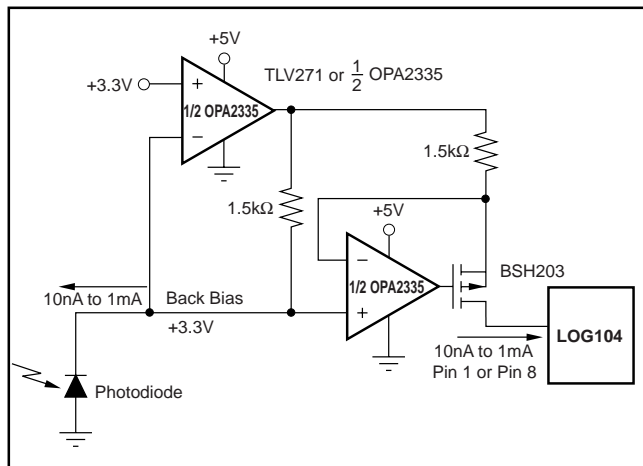 +5V
TLV271 or 1/2 OPA2335
+3.3V
+
1/2 OPA2335
−
1.5kΩ
1.5kΩ
+5V
BSH203
−
1/2 OPA2335
+
10nA to 1mA
Back Bias
+3.3V
LOG104
10nA to 1mA
Pin 1 or Pin 8
Photodiode